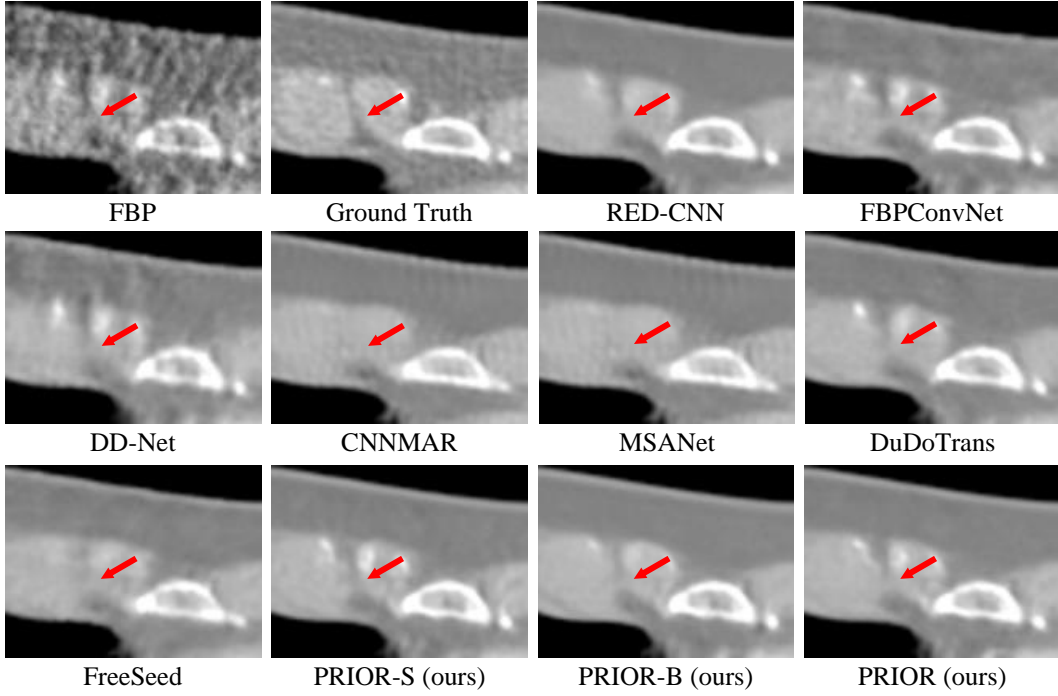 FBP
Ground Truth
RED-CNN
FBPConvNet
DD-Net
CNNMAR
MSANet
DuDoTrans
FreeSeed
PRIOR-S (ours)
PRIOR-B (ours)
PRIOR (ours)